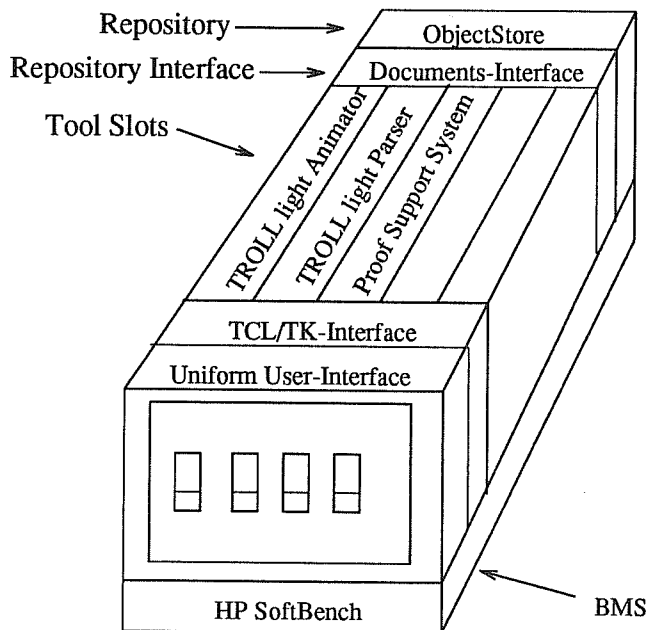 Repository
ObjectStore
Repository Interface
Documents-Interface
Tool Slots
TROLL light Animator
TROLL light Parser
Proof Support System
TCL/TK-Interface
Uniform User-Interface
HP SoftBench
BMS